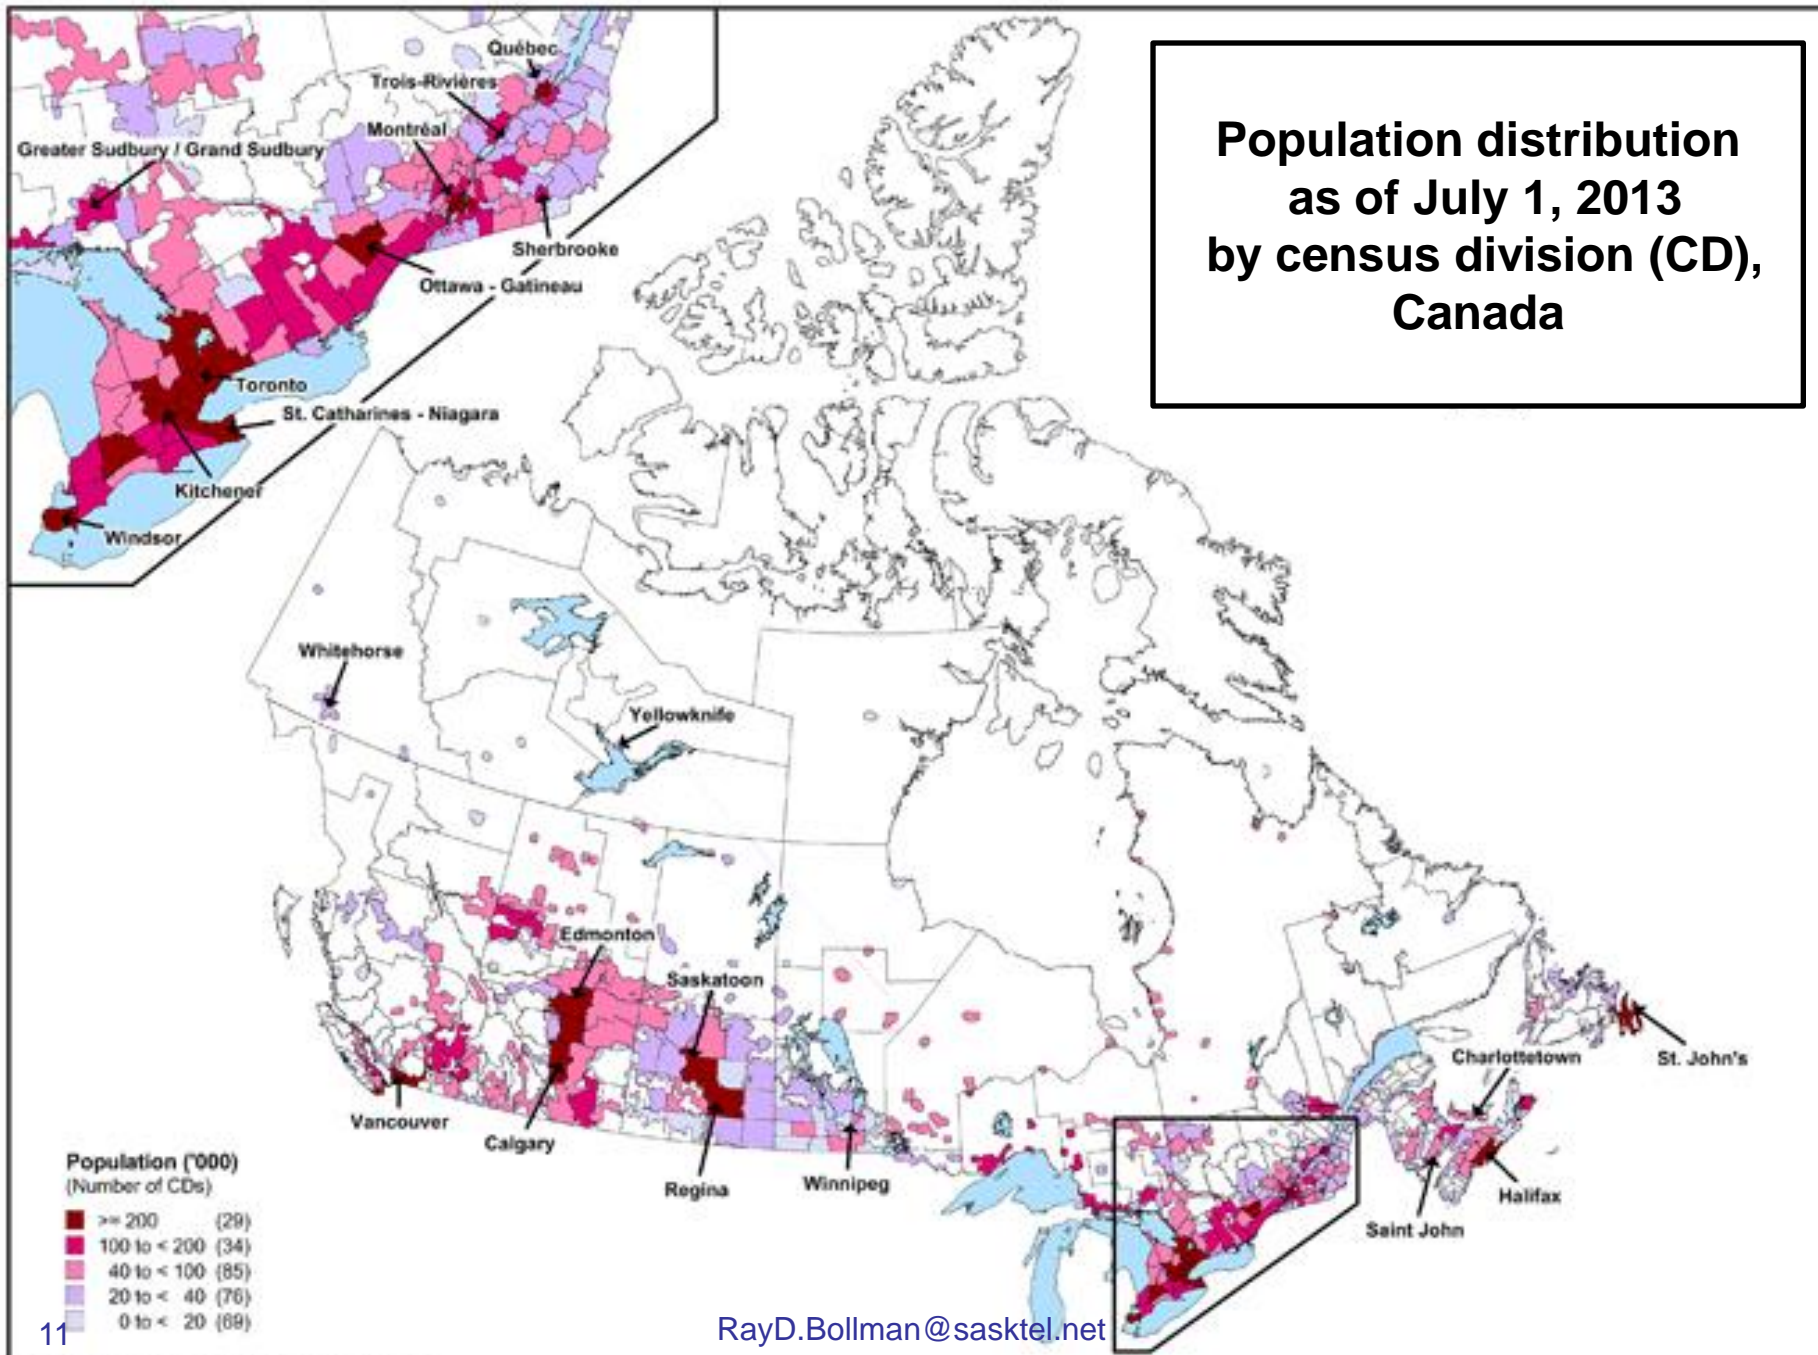 Population distribution
as of July 1, 2013
by census division (CD),
Canada
Québec
Trois-Rivières
Montréal
Greater Sudbury / Grand Sudbury
Sherbrooke
Ottawa - Gatineau
Toronto
St. Catharines - Niagara
Kitchener
Windsor
Whitehorse
Yellowknife
Edmonton
Saskatoon
Charlottetown
St. John's
Vancouver
Calgary
Regina
Winnipeg
Halifax
Saint John
Population ('000)
(Number of CDs)
>= 200 (29)
100 to < 200 (34)
40 to < 100 (85)
20 to < 40 (76)
0 to < 20 (69)
11
RayD.Bollman@sasktel.net